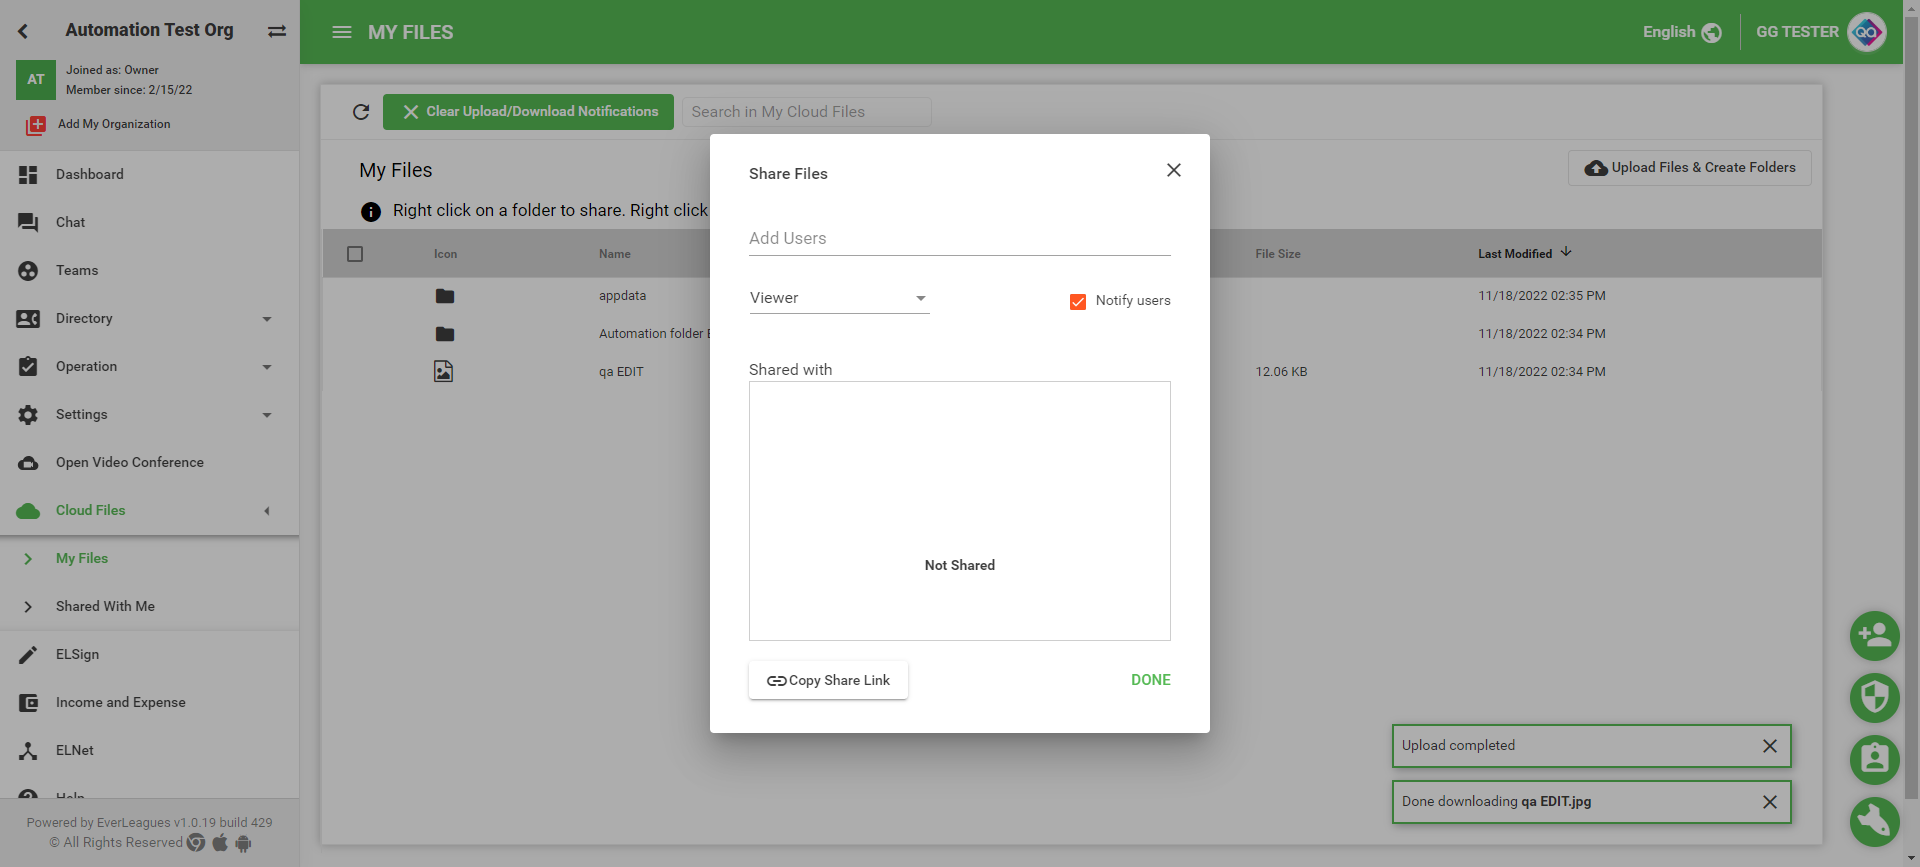 Automation Test Org
AT
Joined as: Owner
Member since: 2/15/22
Add My Organization
Dashboard
Chat
Teams
Directory
Operation
Settings
Open Video Conference
Cloud Files
My Files
Shared With Me
ELSign
Income and Expense
ELNet
Help
Powered by EverLeagues v1.0.19 build 429
© All Rights Reserved
MY FILES
English
GG TESTER
QA
Clear Upload/Download Notifications
Search in My Cloud Files
My Files
Upload Files & Create Folders
Right click on a folder to share. Right click
Icon Name File Size Last Modified
appdata 11/18/2022 02:35 PM
Automation folder 11/18/2022 02:34 PM
qa EDIT 12.06 KB 11/18/2022 02:34 PM
Share Files
Add Users
Viewer
Notify users
Shared with
Not Shared
Copy Share Link
DONE
Upload completed
Done downloading qa EDIT.jpg